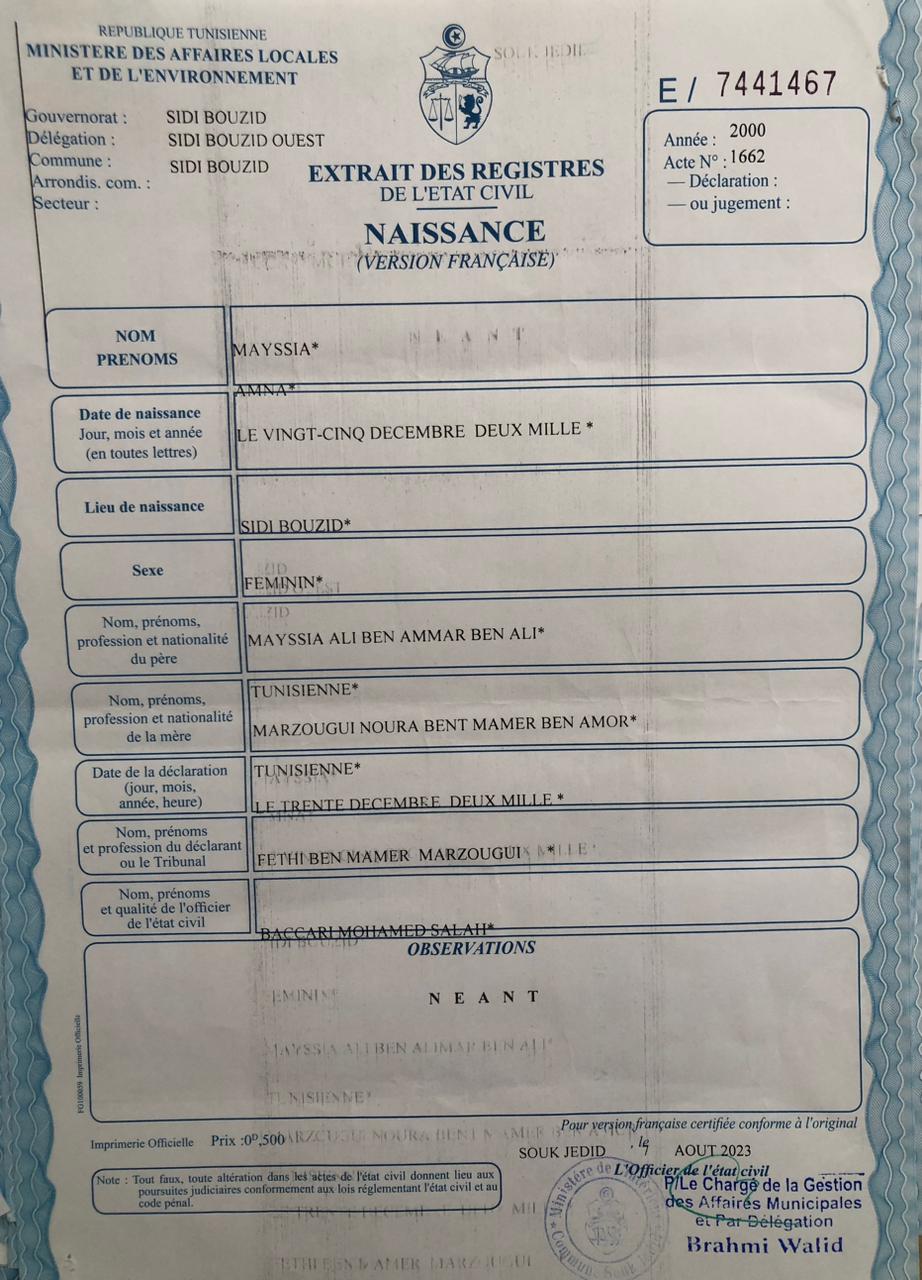 REPUBLIQUE TUNISIENNE
MINISTERE DES AFFAIRES LOCALES
ET DE L'ENVIRONNEMENT
SOUK JEDID
E / 7441467
Gouvernorat : SIDI BOUZID
Délégation : SIDI BOUZID OUEST
Commune : SIDI BOUZID
Arrondis. com. :
Secteur :
Année : 2000
Acte N° : 1662
— Déclaration :
— ou jugement :
EXTRAIT DES REGISTRES
DE L'ETAT CIVIL
NAISSANCE
(VERSION FRANÇAISE)
NEANT
NOM
PRENOMS
MAYSSIA*
AMNA*
Date de naissance
Jour, mois et année
(en toutes lettres)
LE VINGT-CINQ DECEMBRE DEUX MILLE *
Lieu de naissance
SIDI BOUZID*
Sexe
FEMININ*
Nom, prénoms,
profession et nationalité
du père
MAYSSIA ALI BEN AMMAR BEN ALI*
TUNISIENNE*
Nom, prénoms,
profession et nationalité
de la mère
MARZOUGUI NOURA BENT MAMER BEN AMOR*
TUNISIENNE*
Date de la déclaration
(jour, mois,
année, heure)
LE TRENTE DECEMBRE DEUX MILLE *
Nom, prénoms
et profession du déclarant
ou le Tribunal
FETHI BEN MAMER MARZOUGUI *
Nom, prénoms
et qualité de l'officier
de l'état civil
BACCARI MOHAMED SALAH*
OBSERVATIONS
N E A N T
FG100059 Imprimerie Officielle
Pour version française certifiée conforme à l'original
Imprimerie Officielle Prix :0ᴰ,500
SOUK JEDID , le 7 AOUT 2023
L'Officier de l'état civil
Note : Tout faux, toute altération dans les actes de l'état civil donnent lieu aux
poursuites judiciaires conformement aux lois réglementant l'état civil et au
code pénal.
P/Le Chargé de la Gestion
des Affaires Municipales
et Par Délégation
Brahmi Walid